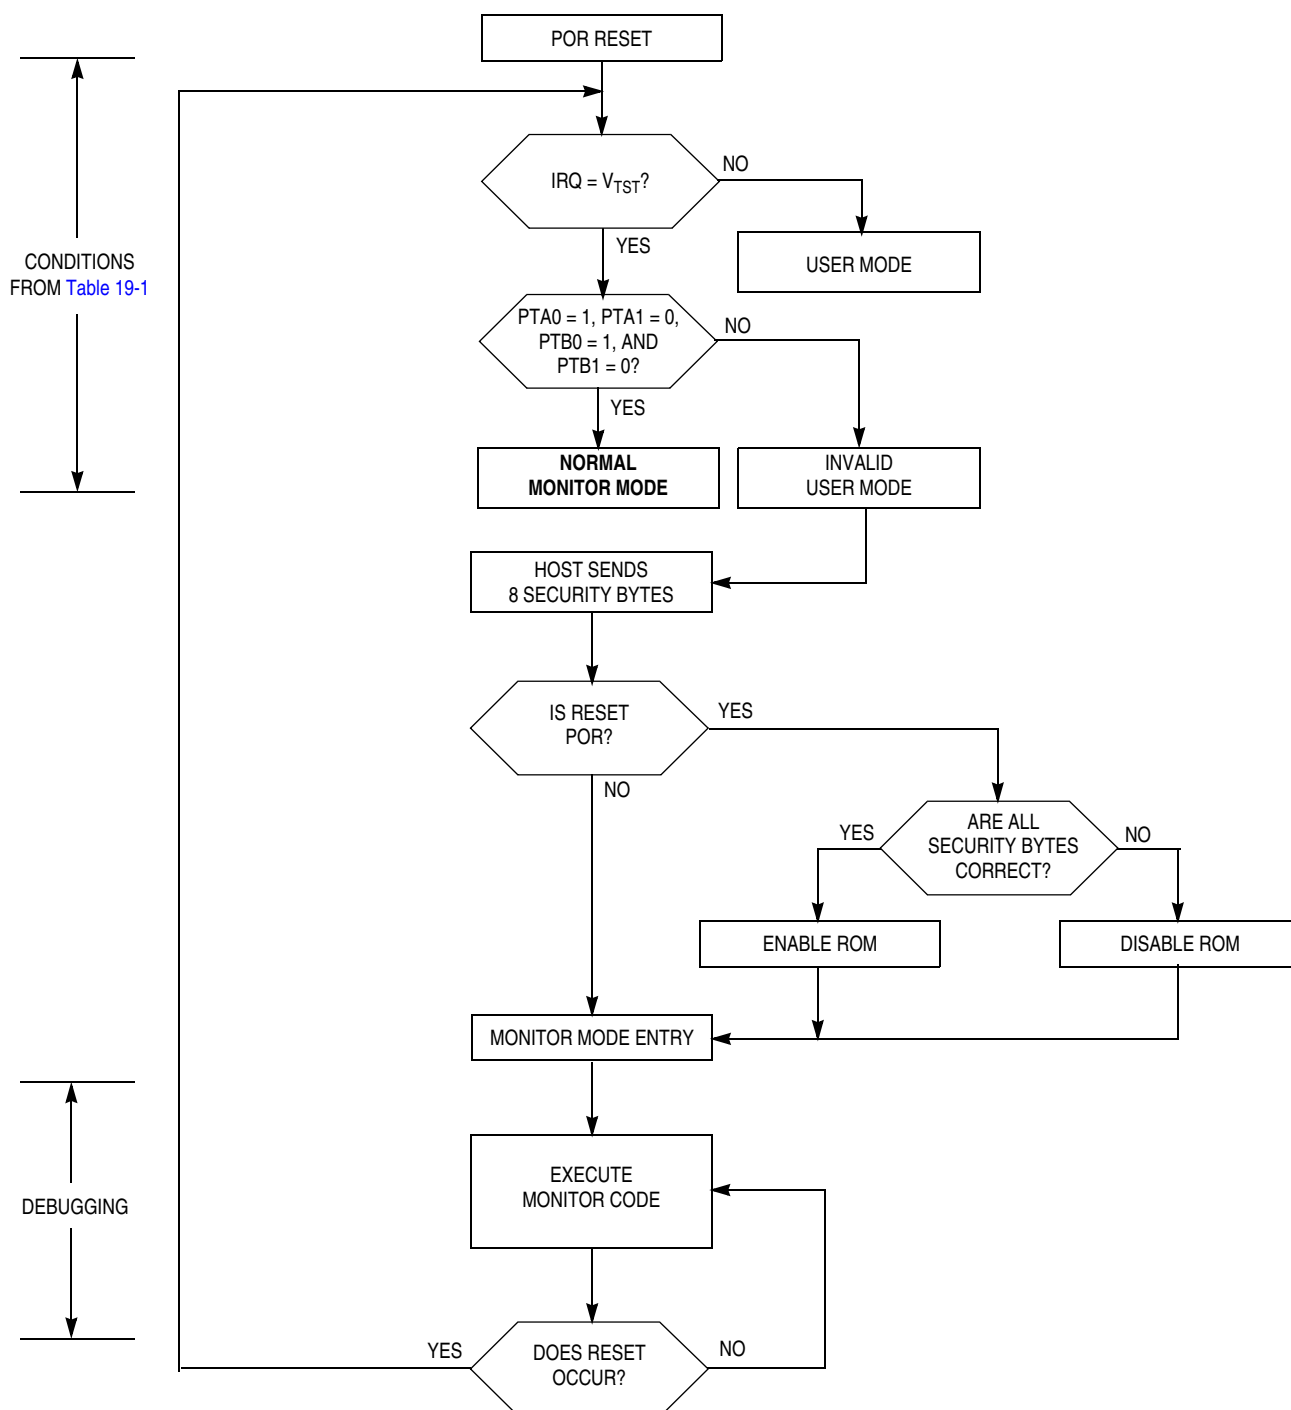 POR RESET
IRQ = VTST?
NO
YES
USER MODE
CONDITIONS
FROM Table 19-1
PTA0 = 1, PTA1 = 0,
PTB0 = 1, AND
PTB1 = 0?
NO
YES
NORMAL
MONITOR MODE
INVALID
USER MODE
HOST SENDS
8 SECURITY BYTES
IS RESET
POR?
YES
NO
ARE ALL
SECURITY BYTES
CORRECT?
YES
NO
ENABLE ROM
DISABLE ROM
MONITOR MODE ENTRY
DEBUGGING
EXECUTE
MONITOR CODE
YES
DOES RESET
OCCUR?
NO